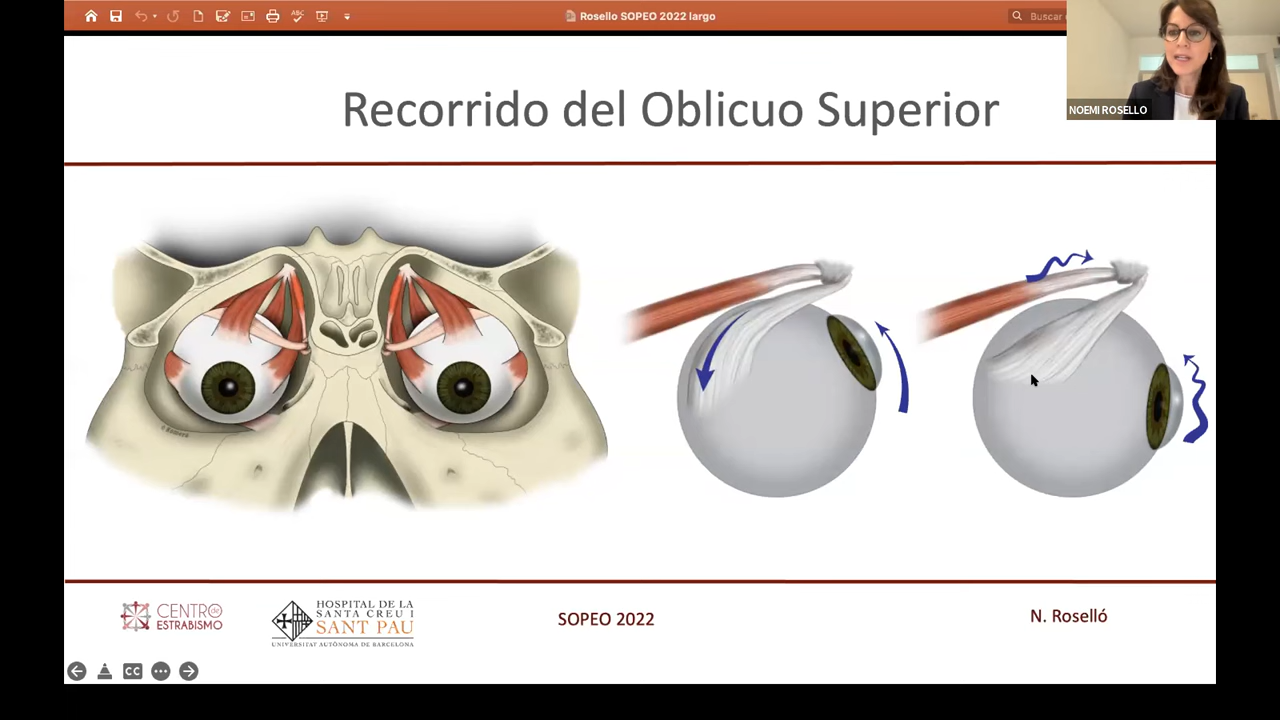 Rosello SOPEO 2022 largo
Buscar
NOEMI ROSELLO
Recorrido del Oblicuo Superior
CENTRO de
ESTRABISMO
HOSPITAL DE LA
SANTA CREU I
SANT PAU
UNIVERSITAT AUTÒNOMA DE BARCELONA
SOPEO 2022
N. Roselló
ABC
CC